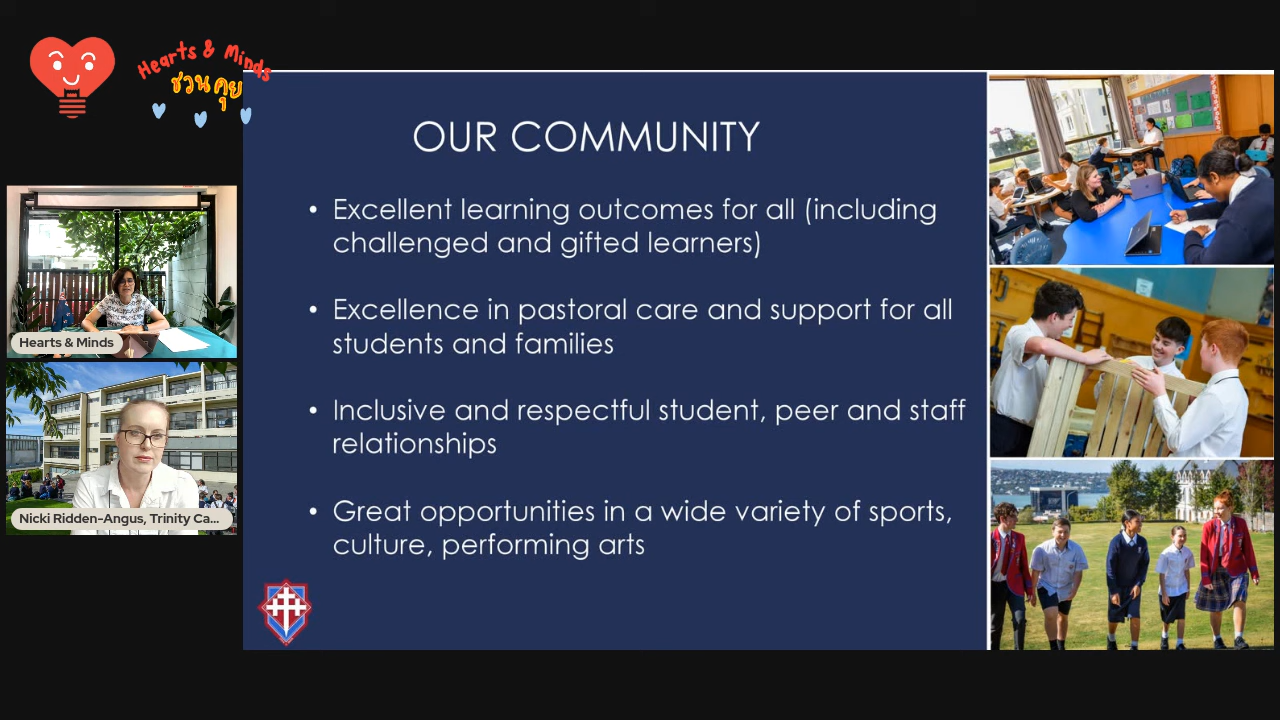 Hearts & Minds
ชวนคุย
OUR COMMUNITY
• Excellent learning outcomes for all (including
challenged and gifted learners)
• Excellence in pastoral care and support for all
students and families
• Inclusive and respectful student, peer and staff
relationships
• Great opportunities in a wide variety of sports,
culture, performing arts
Hearts & Minds
Nicki Ridden-Angus, Trinity Ca...